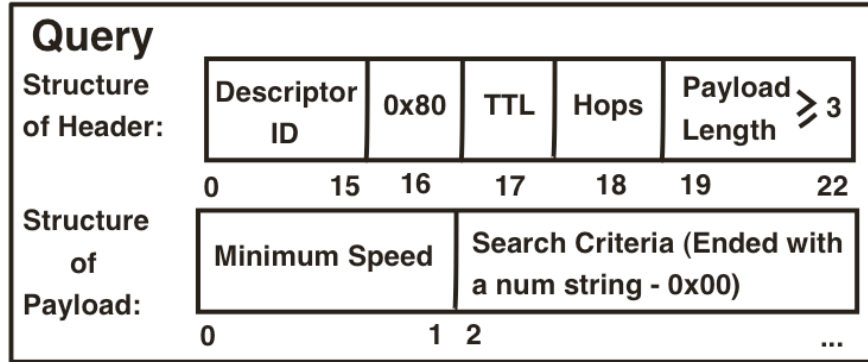 Query
Structure
of Header:
Descriptor
ID
0x80
TTL
Hops
Payload
Length
⩾ 3
0 15 16 17 18 19 22
Structure
of
Payload:
Minimum Speed
Search Criteria (Ended with
a num string - 0x00)
0 1 2 ...